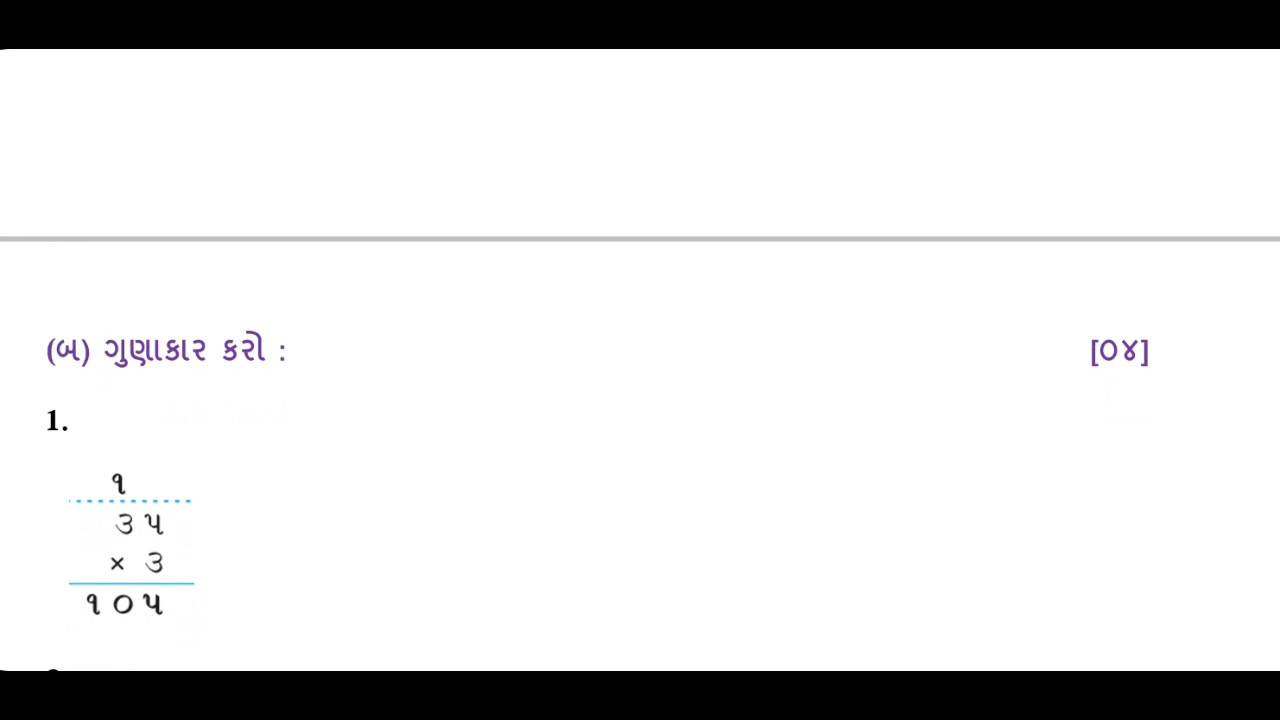 (બ) ગુણાકાર કરો : [૦૪]
1.
૧
૩ ૫
× ૩
૧ ૦ ૫